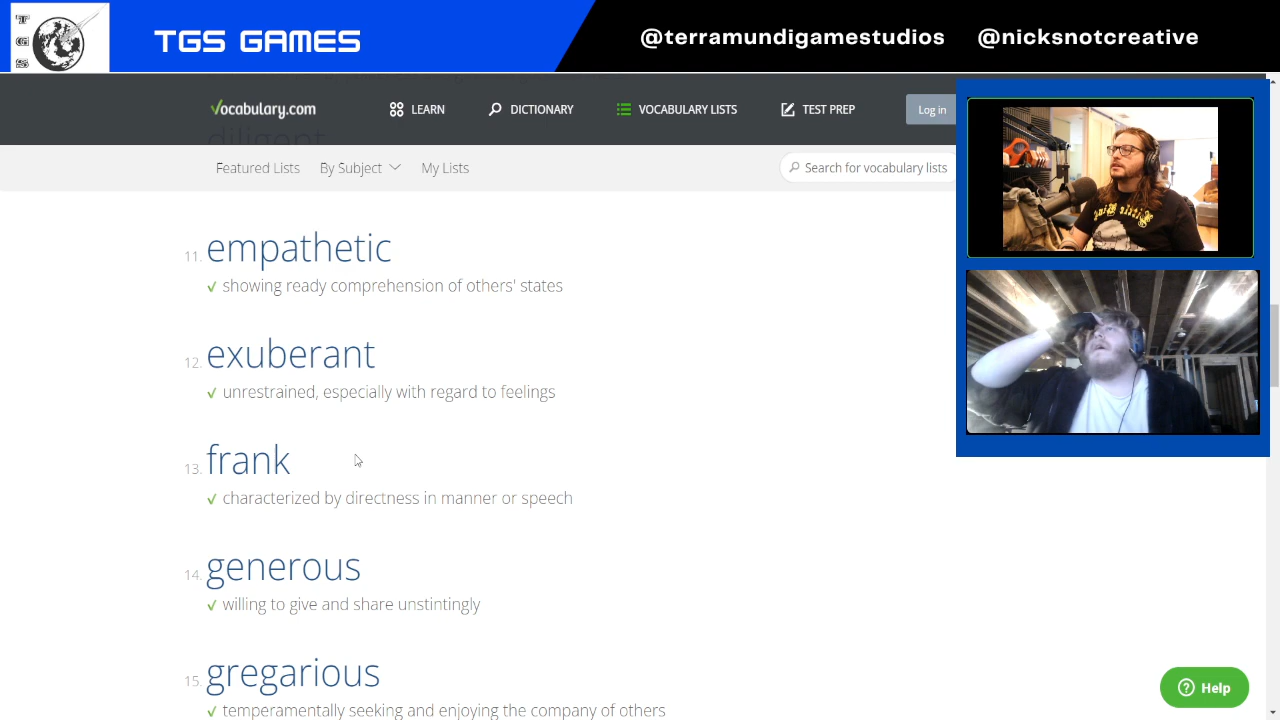 T
G
S
TGS GAMES
@terramundigamestudios @nicksnotcreative
Vocabulary.com
LEARN
DICTIONARY
VOCABULARY LISTS
TEST PREP
Log in
diligent
Featured Lists
By Subject
My Lists
Search for vocabulary lists
11. empathetic
showing ready comprehension of others' states
12. exuberant
unrestrained, especially with regard to feelings
13. frank
characterized by directness in manner or speech
14. generous
willing to give and share unstintingly
15. gregarious
temperamentally seeking and enjoying the company of others
Help